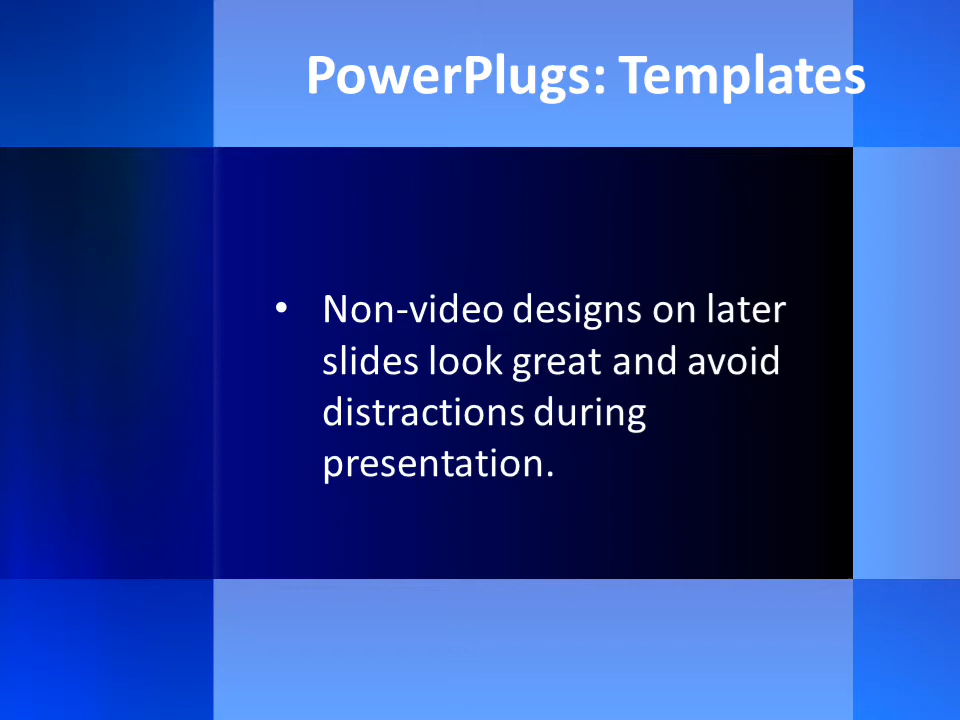 PowerPlugs: Templates
• Non-video designs on later
slides look great and avoid
distractions during
presentation.